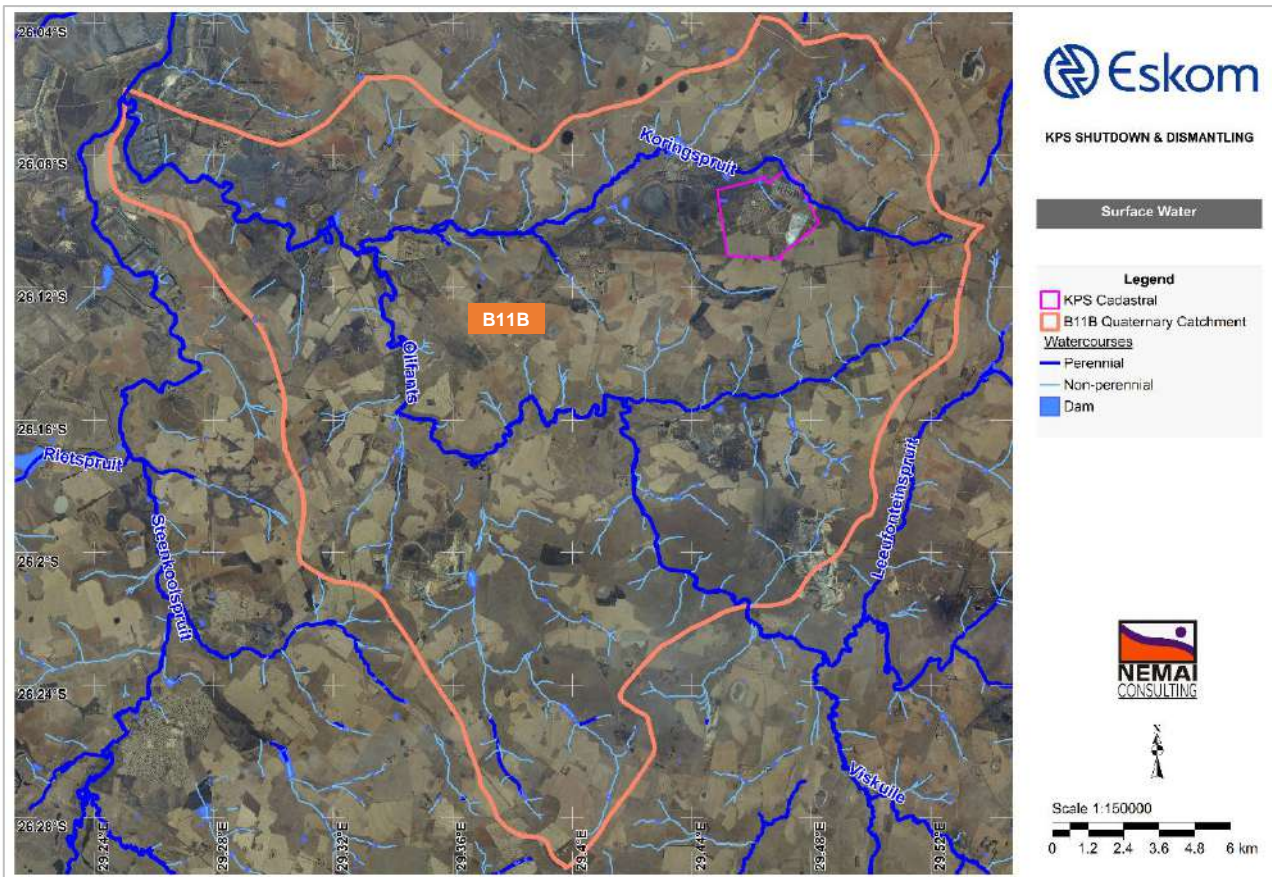 26.04°S
26.08°S
26.12°S
26.16°S
26.2°S
26.24°S
26.28°S
29.24°E
29.28°E
29.32°E
29.36°E
29.4°E
29.44°E
29.48°E
29.52°E
Koringspruit
B11B
Olifants
Rietspruit
Steenkoolspruit
Leeufonteinspruit
Viskuile
Eskom
KPS SHUTDOWN & DISMANTLING
Surface Water
Legend
KPS Cadastral
B11B Quaternary Catchment
Watercourses
Perennial
Non-perennial
Dam
NEMAI
CONSULTING
N
Scale 1:150000
0 1.2 2.4 3.6 4.8 6 km